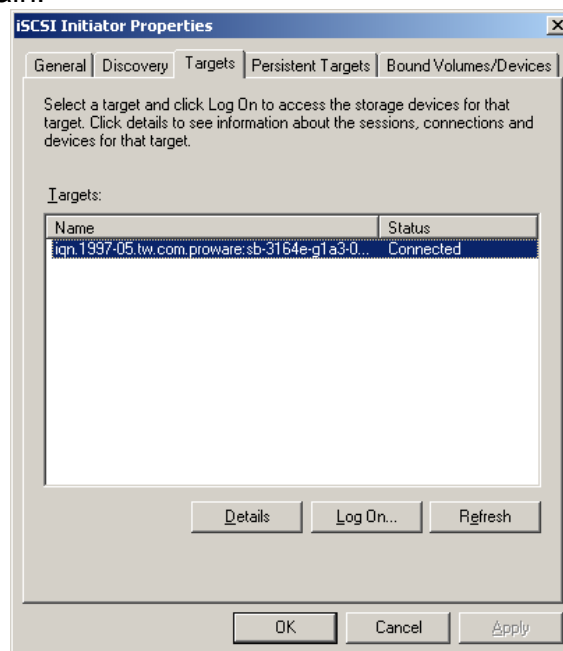 iSCSI Initiator Properties
General Discovery Targets Persistent Targets Bound Volumes/Devices
Select a target and click Log On to access the storage devices for that
target. Click details to see information about the sessions, connections and
devices for that target.
Targets:
Name Status
iqn.1997-05.tw.com.proware:sb-3164e-g1a3-0... Connected
Details Log On... Refresh
OK Cancel Apply